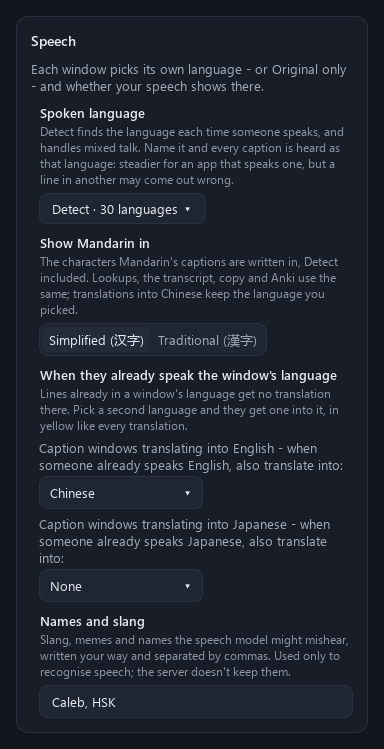 Speech
Each window picks its own language - or Original only
- and whether your speech shows there.
Spoken language
Detect finds the language each time someone speaks, and
handles mixed talk. Name it and every caption is heard as
that language: steadier for an app that speaks one, but a
line in another may come out wrong.
Detect · 30 languages
Show Mandarin in
The characters Mandarin's captions are written in, Detect
included. Lookups, the transcript, copy and Anki use the
same; translations into Chinese keep the language you
picked.
Simplified (汉字) Traditional (漢字)
When they already speak the window's language
Lines already in a window's language get no translation
there. Pick a second language and they get one into it, in
yellow like every translation.
Caption windows translating into English - when
someone already speaks English, also translate into:
Chinese
Caption windows translating into Japanese - when
someone already speaks Japanese, also translate
into:
None
Names and slang
Slang, memes and names the speech model might mishear,
written your way and separated by commas. Used only to
recognise speech; the server doesn't keep them.
Caleb, HSK